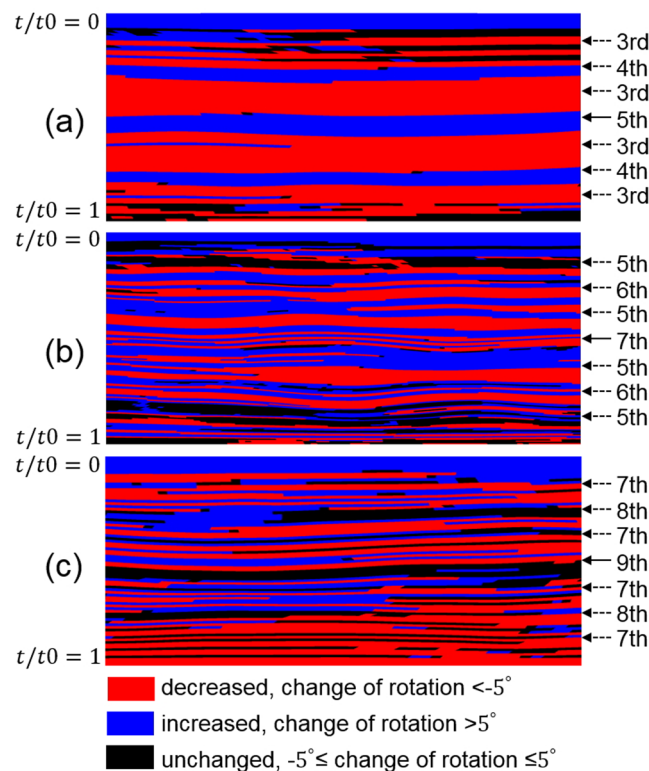 t/t0 = 0
3rd
4th
3rd
(a)
5th
3rd
4th
3rd
t/t0 = 1
t/t0 = 0
5th
6th
5th
7th
(b)
5th
6th
5th
t/t0 = 1
t/t0 = 0
7th
8th
7th
9th
(c)
7th
8th
7th
t/t0 = 1
decreased, change of rotation <-5°
increased, change of rotation >5°
unchanged, -5°≤ change of rotation ≤5°